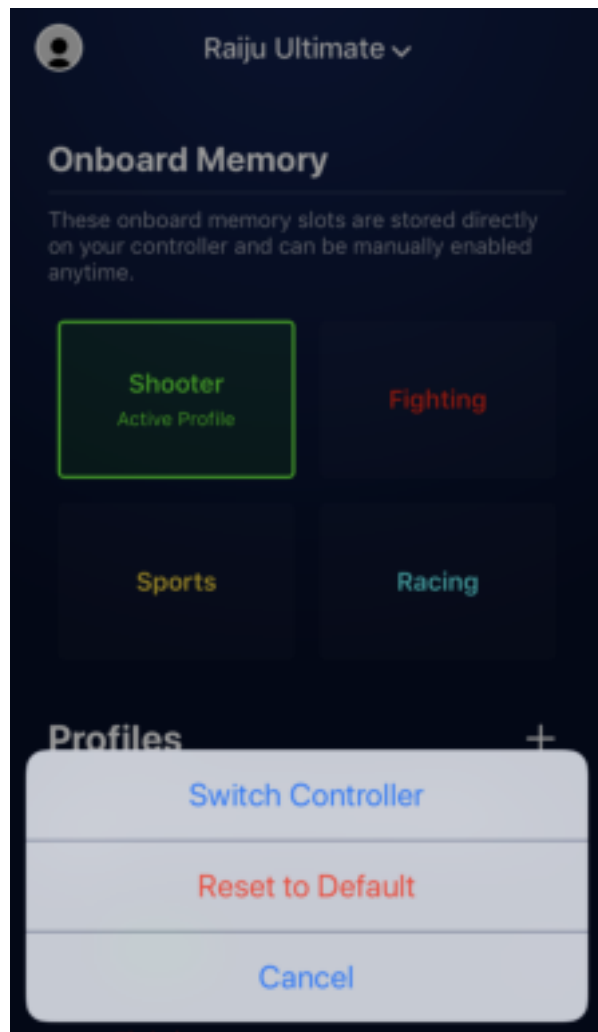 Raiju Ultimate
Onboard Memory
These onboard memory slots are stored directly
on your controller and can be manually enabled
anytime.
Shooter
Active Profile
Fighting
Sports
Racing
Profiles
Switch Controller
Reset to Default
Cancel